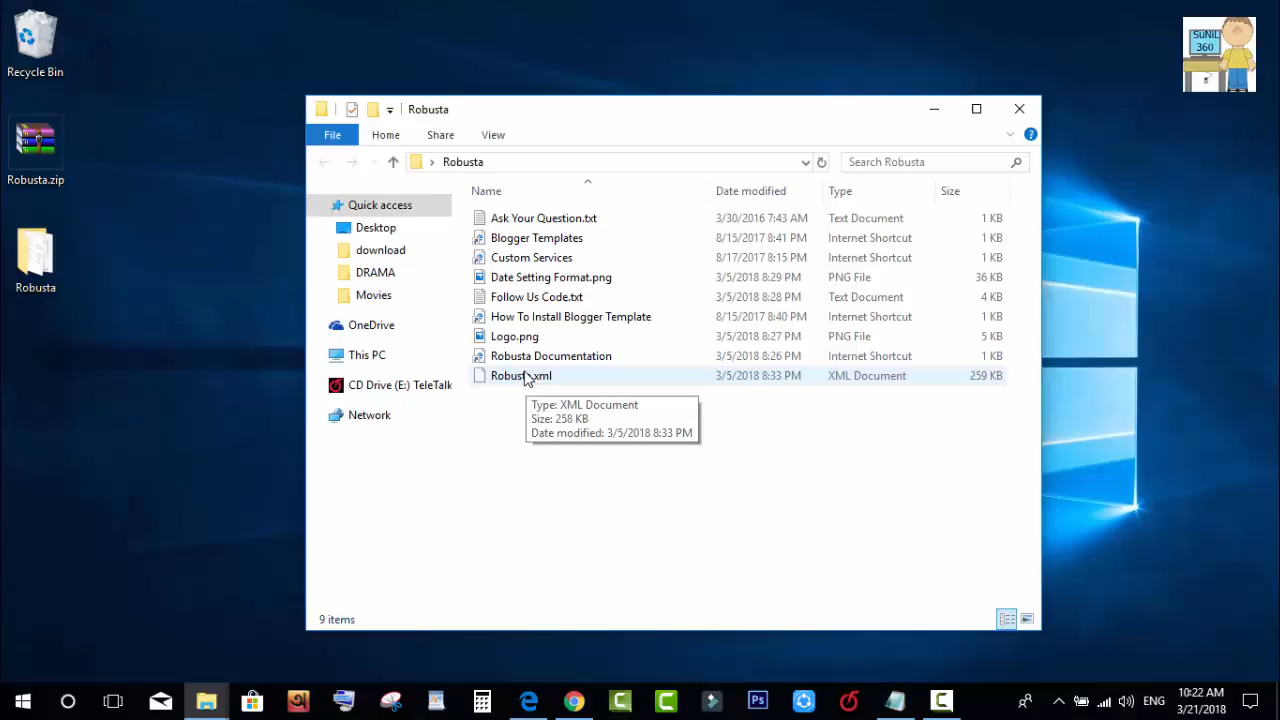 Recycle Bin
Robusta.zip
Robusta
SuNiL
360
Robusta
File Home Share View
Robusta
Search Robusta
Name Date modified Type Size
Quick access
Desktop
download
DRAMA
Movies
OneDrive
This PC
CD Drive (E:) TeleTalk
Network
Ask Your Question.txt 3/30/2016 7:43 AM Text Document 1 KB
Blogger Templates 8/15/2017 8:41 PM Internet Shortcut 1 KB
Custom Services 8/17/2017 8:15 PM Internet Shortcut 1 KB
Date Setting Format.png 3/5/2018 8:29 PM PNG File 36 KB
Follow Us Code.txt 3/5/2018 8:28 PM Text Document 4 KB
How To Install Blogger Template 8/15/2017 8:40 PM Internet Shortcut 1 KB
Logo.png 3/5/2018 8:27 PM PNG File 5 KB
Robusta Documentation 3/5/2018 8:26 PM Internet Shortcut 1 KB
Robusta.xml 3/5/2018 8:33 PM XML Document 259 KB
Type: XML Document
Size: 258 KB
Date modified: 3/5/2018 8:33 PM
9 items
ENG
10:22 AM
3/21/2018